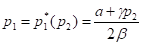 p₁ = p₁*(p₂) = (a + γp₂) / 2β